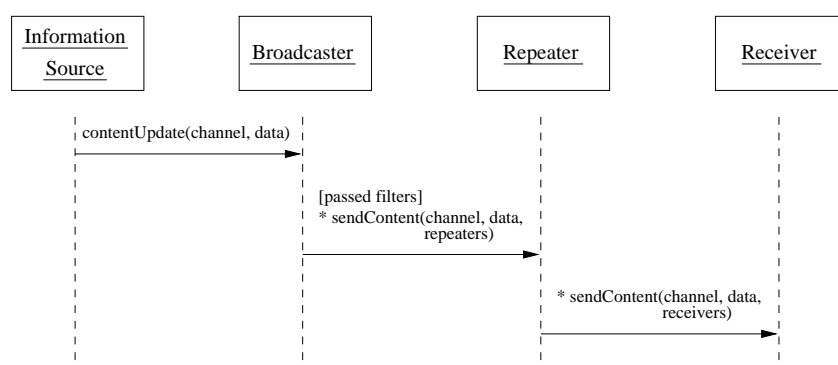 Information
Source
Broadcaster
Repeater
Receiver
contentUpdate(channel, data)
[passed filters]
* sendContent(channel, data,
repeaters)
* sendContent(channel, data,
receivers)